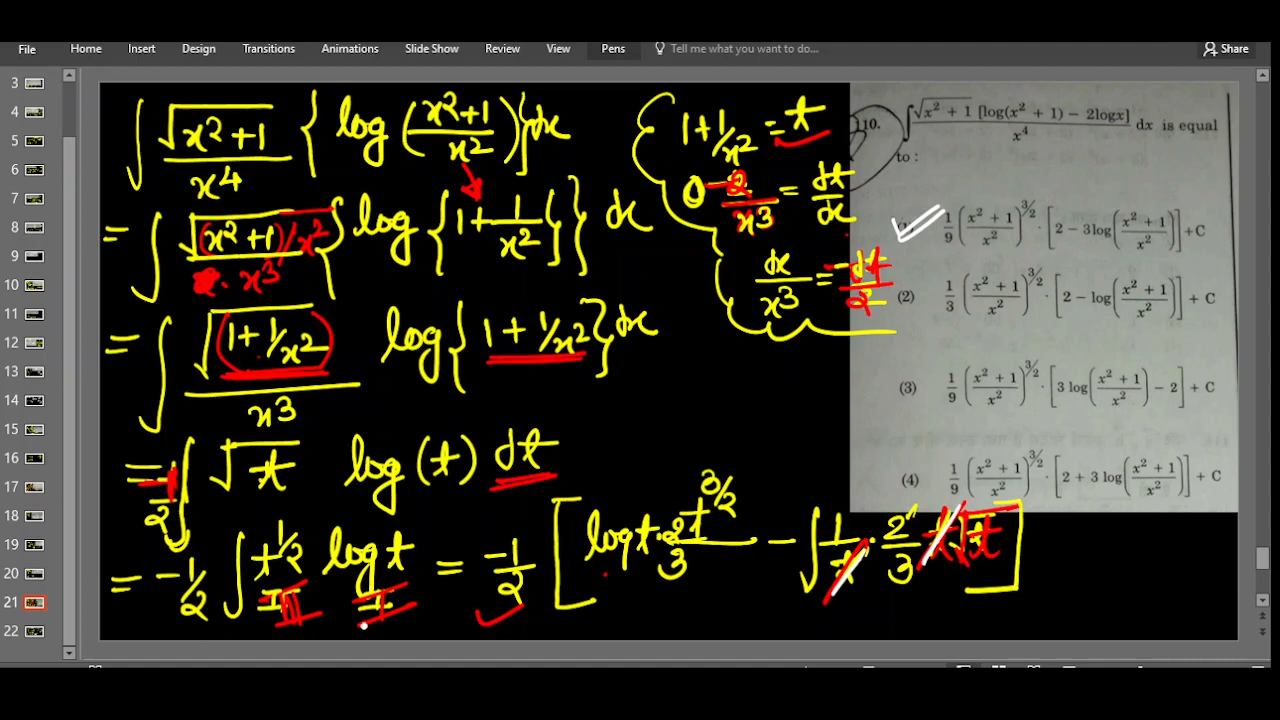 File Home Insert Design Transitions Animations Slide Show Review View Pens Tell me what you want to do... Share
3
4
5
6
7
8
9
10
11
12
13
14
15
16
17
18
19
20
21
22
∫ √(x²+1)/x⁴ { log (x²+1/x²) } dx
= ∫ √(x²+1)/x² / x³ { log { 1 + 1/x² } } dx
= ∫ √(1 + 1/x²) / x³ log { 1 + 1/x² } dx
= -1/2 ∫ √t log (t) dt
= -1/2 ∫ t^1/2 log t = -1/2 [ log t · 2/3 t^3/2 - ∫ 1/t · 2/3 t√t ]
II I
1 + 1/x² = t
0 - 2/x³ = dt/dx
dx/x³ = -dt/2
10. ∫ √(x² + 1) [log(x² + 1) – 2logx] / x⁴ dx is equal
to :
1/9 (x² + 1 / x²)^3/2 · [2 – 3log(x² + 1 / x²)] + C
(2) 1/3 (x² + 1 / x²)^3/2 · [2 – log(x² + 1 / x²)] + C
(3) 1/9 (x² + 1 / x²)^3/2 · [3 log(x² + 1 / x²) – 2] + C
(4) 1/9 (x² + 1 / x²)^3/2 · [2 + 3 log(x² + 1 / x²)] + C